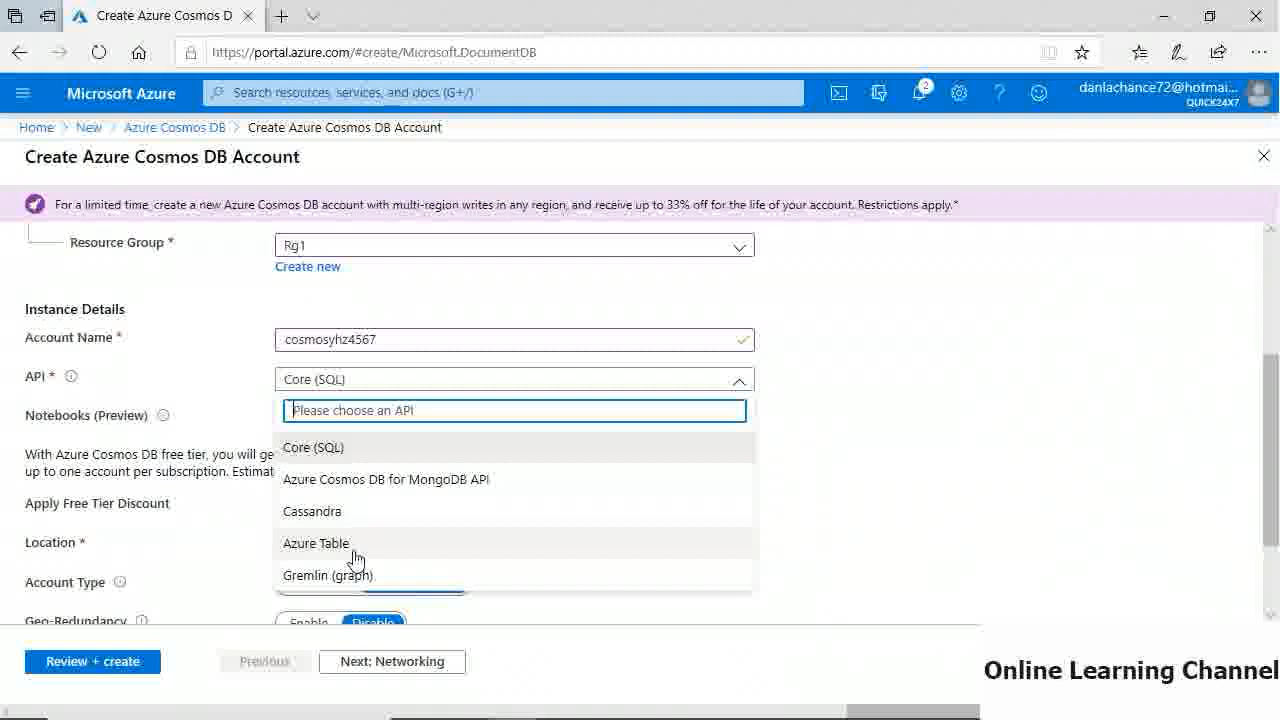 Create Azure Cosmos DB
https://portal.azure.com/#create/Microsoft.DocumentDB
Microsoft Azure
Search resources, services, and docs (G+/)
2
danlachance72@hotmai...
QUICK24X7
Home > New > Azure Cosmos DB > Create Azure Cosmos DB Account
Create Azure Cosmos DB Account
For a limited time, create a new Azure Cosmos DB account with multi-region writes in any region, and receive up to 33% off for the life of your account. Restrictions apply.*
Resource Group *
Rg1
Create new
Instance Details
Account Name *
cosmosyhz4567
API *
Core (SQL)
Please choose an API
Notebooks (Preview)
Core (SQL)
With Azure Cosmos DB free tier, you will ge
up to one account per subscription. Estimat
Azure Cosmos DB for MongoDB API
Apply Free Tier Discount
Cassandra
Location *
Azure Table
Account Type
Gremlin (graph)
Geo-Redundancy
Enable
Disable
Review + create
Previous
Next: Networking
Online Learning Channel